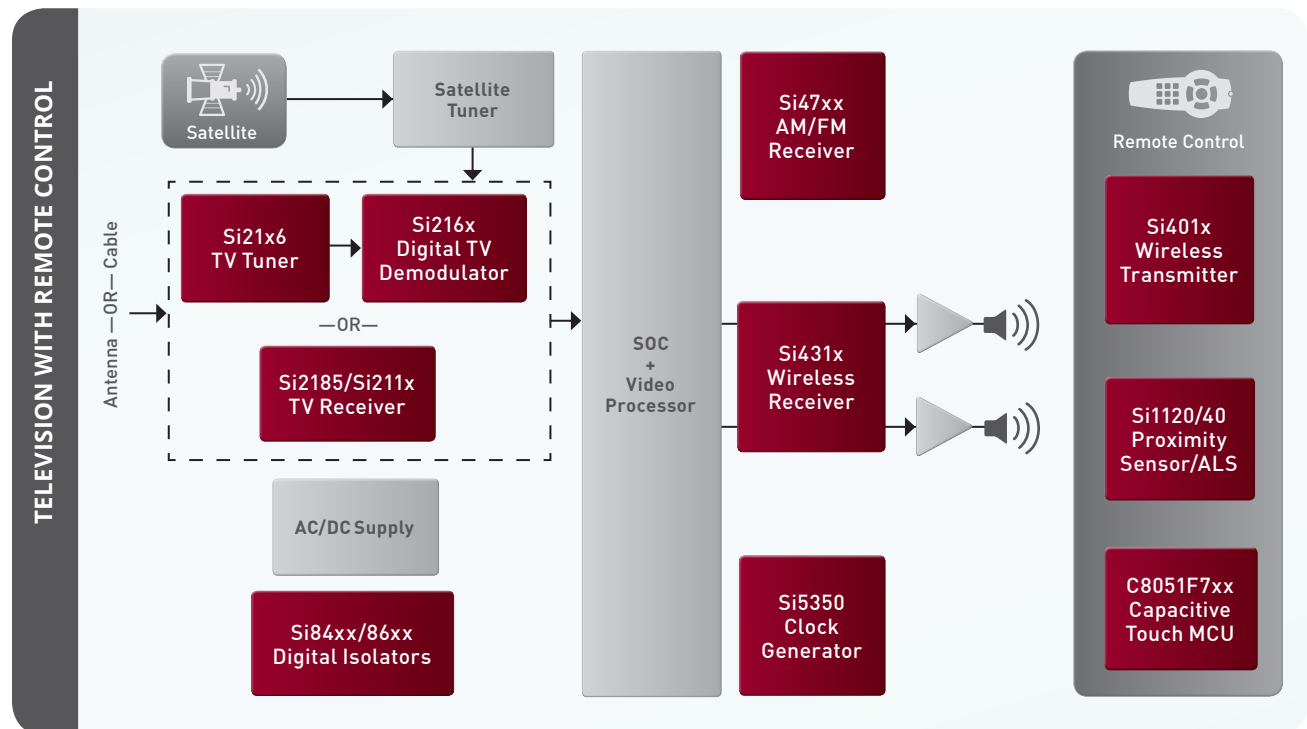 TELEVISION WITH REMOTE CONTROL
Satellite
Satellite
Tuner
Antenna —OR— Cable
Si21x6
TV Tuner
Si216x
Digital TV
Demodulator
—OR—
Si2185/Si211x
TV Receiver
AC/DC Supply
Si84xx/86xx
Digital Isolators
SOC
+
Video
Processor
Si47xx
AM/FM
Receiver
Si431x
Wireless
Receiver
Si5350
Clock
Generator
Remote Control
Si401x
Wireless
Transmitter
Si1120/40
Proximity
Sensor/ALS
C8051F7xx
Capacitive
Touch MCU